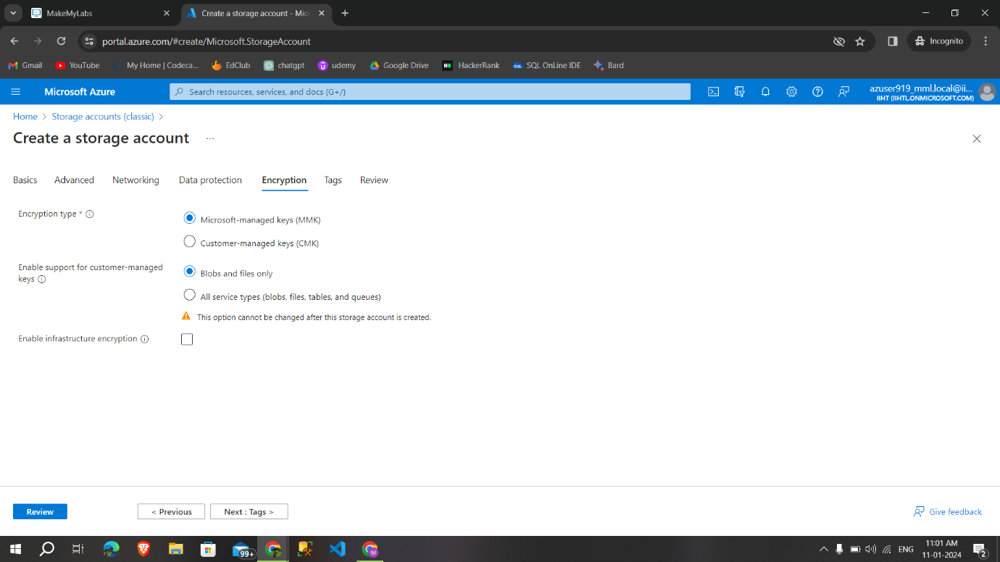 MakeMyLabs
Create a storage account - Micr
portal.azure.com/#create/Microsoft.StorageAccount
Incognito
Gmail
YouTube
My Home | Codeca...
EdClub
chatgpt
udemy
Google Drive
HackerRank
SQL OnLine IDE
Bard
Microsoft Azure
Search resources, services, and docs (G+/)
azuser919_mml.local@ii...
IIHT (IIHTL.ONMICROSOFT.COM)
Home > Storage accounts (classic) >
Create a storage account ...
Basics Advanced Networking Data protection Encryption Tags Review
Encryption type *
Microsoft-managed keys (MMK)
Customer-managed keys (CMK)
Enable support for customer-managed
keys
Blobs and files only
All service types (blobs, files, tables, and queues)
This option cannot be changed after this storage account is created.
Enable infrastructure encryption
Review
< Previous
Next : Tags >
Give feedback
99+
M
ENG
11:01 AM
11-01-2024
2